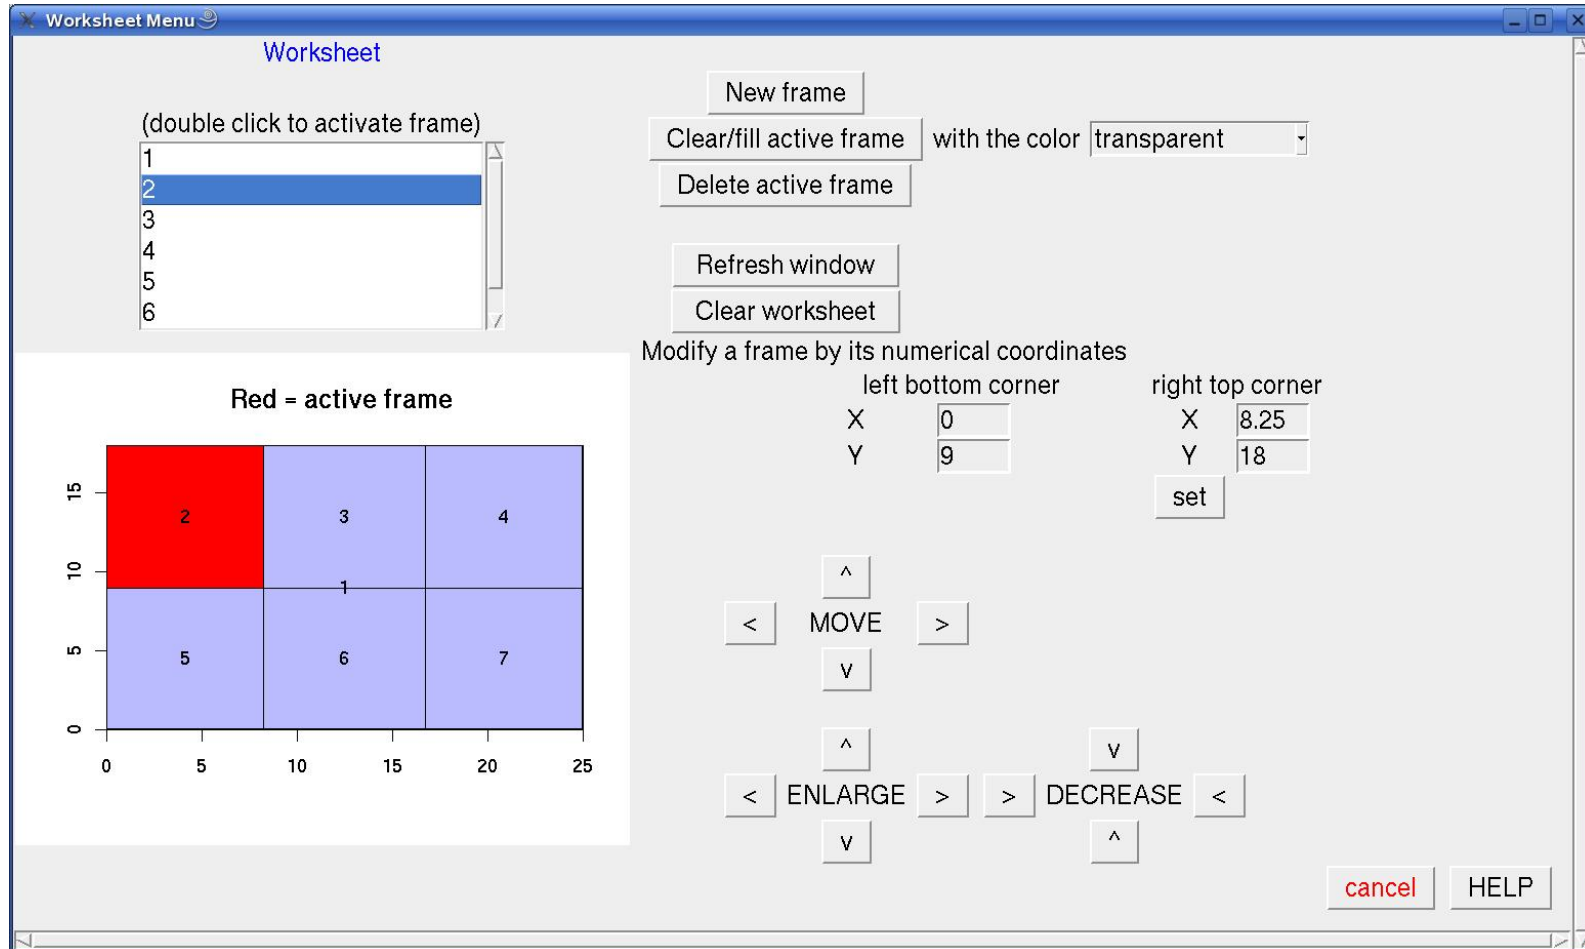 Worksheet Menu
Worksheet
(double click to activate frame)
1
2
3
4
5
6
New frame
Clear/fill active frame with the color transparent
Delete active frame
Refresh window
Clear worksheet
Modify a frame by its numerical coordinates
left bottom corner right top corner
X 0 X 8.25
Y 9 Y 18
set
Red = active frame
15
10
5
0
2 3 4
1
5 6 7
0 5 10 15 20 25
^
< MOVE >
v
^ v
< ENLARGE > > DECREASE <
v ^
cancel HELP